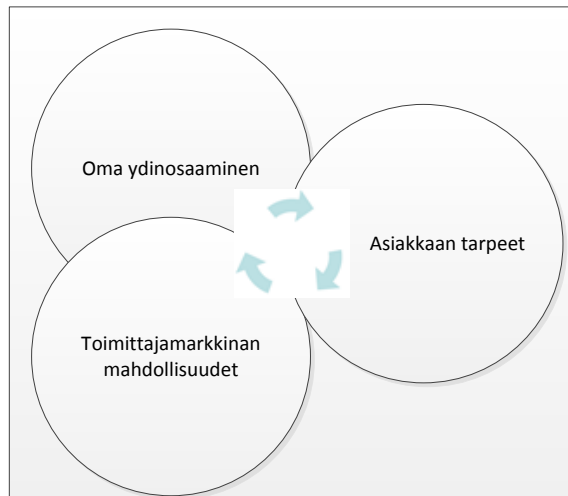 Oma ydinosaaminen
Asiakkaan tarpeet
Toimittajamarkkinan
mahdollisuudet